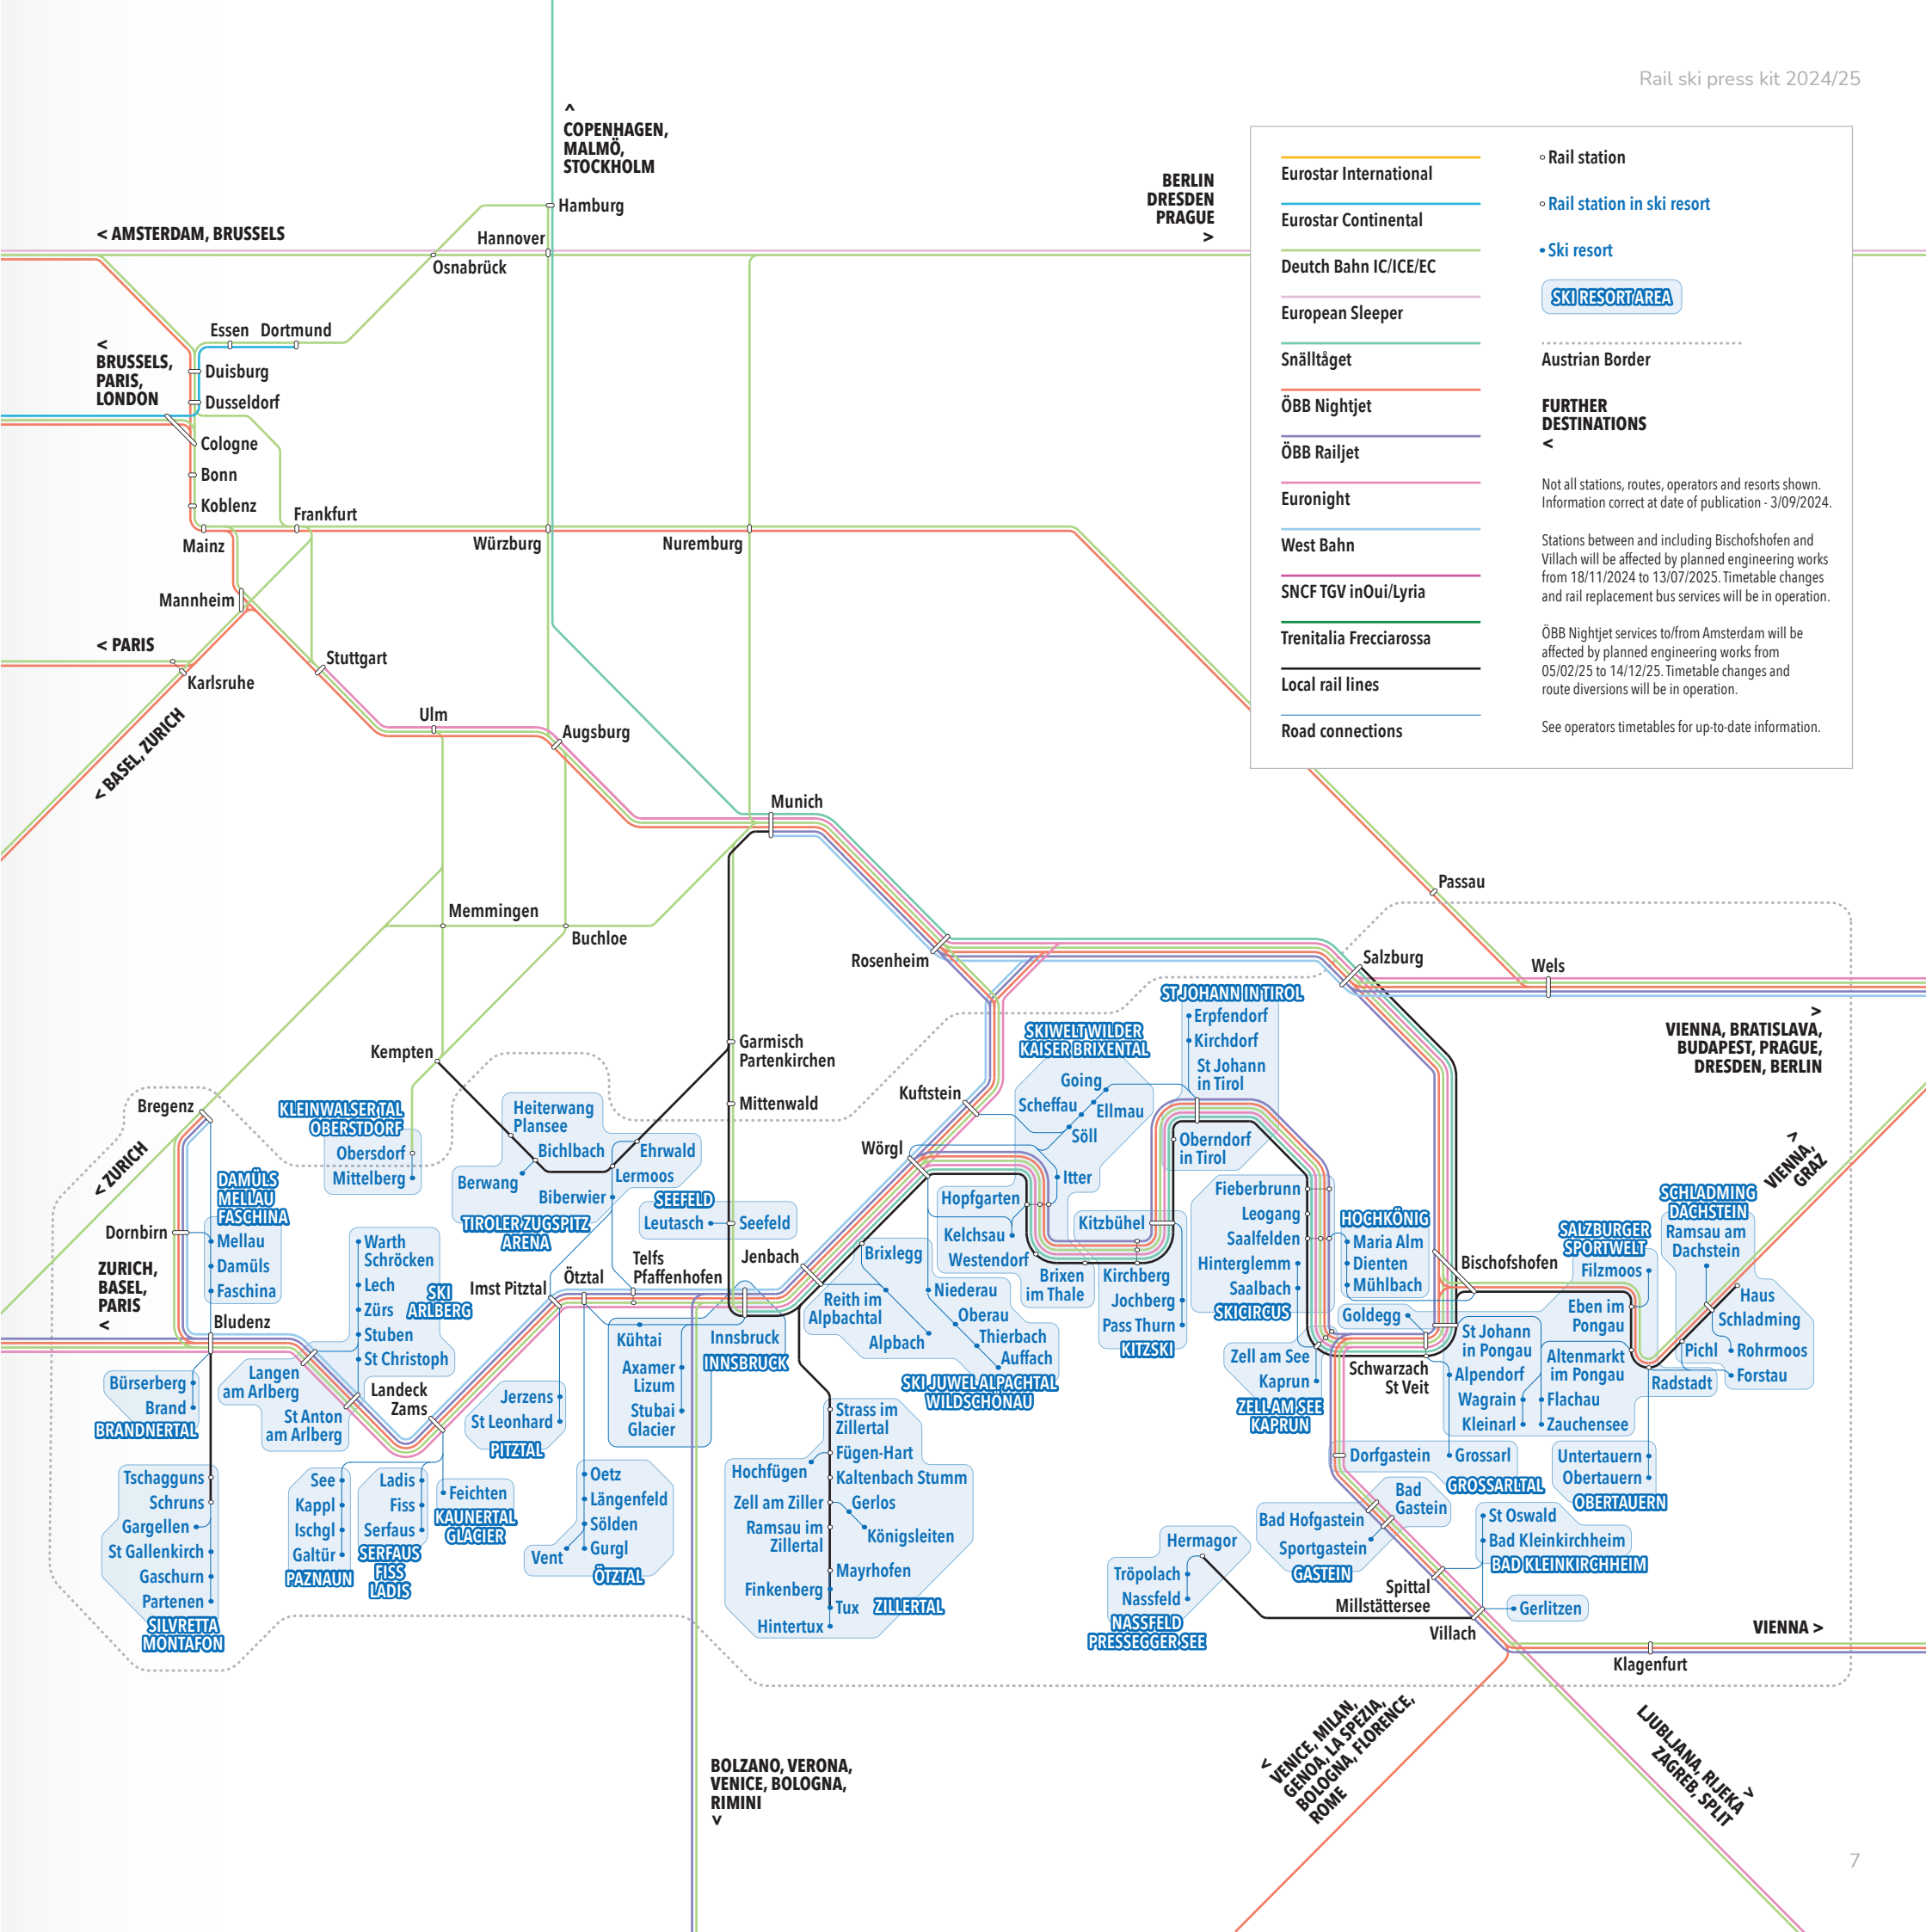 Rail ski press kit 2024/25
^
COPENHAGEN,
MALMÖ,
STOCKHOLM
BERLIN
DRESDEN
PRAGUE
>
Hamburg
< AMSTERDAM, BRUSSELS
Hannover
Osnabrück
Essen
Dortmund
<
BRUSSELS,
PARIS,
LONDON
Duisburg
Dusseldorf
Cologne
Bonn
Koblenz
Frankfurt
Mainz
Würzburg
Nuremburg
Mannheim
< PARIS
Karlsruhe
Stuttgart
< BASEL, ZURICH
Ulm
Augsburg
Munich
Memmingen
Buchloe
Rosenheim
Passau
Salzburg
Wels
Eurostar International
Eurostar Continental
Deutch Bahn IC/ICE/EC
European Sleeper
Snälltåget
ÖBB Nightjet
ÖBB Railjet
Euronight
West Bahn
SNCF TGV inOui/Lyria
Trenitalia Frecciarossa
Local rail lines
Road connections
Rail station
Rail station in ski resort
Ski resort
SKI RESORT AREA
Austrian Border
FURTHER
DESTINATIONS
<
Not all stations, routes, operators and resorts shown.
Information correct at date of publication - 3/09/2024.
Stations between and including Bischofshofen and
Villach will be affected by planned engineering works
from 18/11/2024 to 13/07/2025. Timetable changes
and rail replacement bus services will be in operation.
ÖBB Nightjet services to/from Amsterdam will be
affected by planned engineering works from
05/02/25 to 14/12/25. Timetable changes and
route diversions will be in operation.
See operators timetables for up-to-date information.
>
VIENNA, BRATISLAVA,
BUDAPEST, PRAGUE,
DRESDEN, BERLIN
Kempten
Garmisch
Partenkirchen
Mittenwald
Bregenz
< ZURICH
KLEINWALSERTAL
OBERSTDORF
Obersdorf
Mittelberg
Heiterwang
Plansee
Bichlbach
Berwang
Ehrwald
Lermoos
Biberwier
TIROLER ZUGSPITZ
ARENA
SEEFELD
Leutasch
Seefeld
Kuftstein
Wörgl
SKIWELT WILDER
KAISER BRIXENTAL
Going
Scheffau
Ellmau
Söll
Itter
Hopfgarten
Kelchsau
Westendorf
Brixen
im Thale
ST JOHANN IN TIROL
Erpfendorf
Kirchdorf
St Johann
in Tirol
Oberndorf
in Tirol
Kitzbühel
Kirchberg
Jochberg
Pass Thurn
KITZSKI
Fieberbrunn
Leogang
Saalfelden
Hinterglemm
Saalbach
SKICIRCUS
HOCHKÖNIG
Maria Alm
Dienten
Mühlbach
Bischofshofen
SALZBURGER
SPORTWELT
Filzmoos
SCHLADMING
DACHSTEIN
Ramsau am
Dachstein
^
VIENNA,
GRAZ
Haus
Schladming
Pichl
Rohrmoos
Forstau
Radstadt
Eben im
Pongau
Goldegg
St Johann
in Pongau
Altenmarkt
im Pongau
Alpendorf
Wagrain
Flachau
Kleinarl
Zauchensee
Schwarzach
St Veit
Zell am See
Kaprun
ZELL AM SEE
KAPRUN
DAMÜLS
MELLAU
FASCHINA
Dornbirn
Mellau
Damüls
Faschina
ZURICH,
BASEL,
PARIS
<
Bludenz
Warth
Schröcken
Lech
Zürs
Stuben
St Christoph
SKI
ARLBERG
Langen
am Arlberg
St Anton
am Arlberg
Landeck
Zams
Imst Pitztal
Ötztal
Telfs
Pfaffenhofen
Jenbach
Brixlegg
Reith im
Alpbachtal
Alpbach
Niederau
Oberau
Thierbach
Auffach
SKI JUWEL ALPACHTAL
WILDSCHÖNAU
Kühtai
Axamer
Lizum
Stubai
Glacier
Innsbruck
INNSBRUCK
Bürserberg
Brand
BRANDNERTAL
Tschagguns
Schruns
Gargellen
St Gallenkirch
Gaschurn
Partenen
SILVRETTA
MONTAFON
See
Kappl
Ischgl
Galtür
PAZNAUN
Ladis
Fiss
Serfaus
SERFAUS
FISS
LADIS
Feichten
KAUNERTAL
GLACIER
Jerzens
St Leonhard
PITZTAL
Oetz
Längenfeld
Sölden
Gurgl
Vent
ÖTZTAL
Strass im
Zillertal
Fügen-Hart
Hochfügen
Kaltenbach Stumm
Zell am Ziller
Gerlos
Ramsau im
Zillertal
Königsleiten
Mayrhofen
Finkenberg
Tux
ZILLERTAL
Hintertux
Dorfgastein
Grossarl
GROSSARLTAL
Untertauern
Obertauern
OBERTAUERN
Bad
Gastein
Bad Hofgastein
Sportgastein
GASTEIN
St Oswald
Bad Kleinkirchheim
BAD KLEINKIRCHHEIM
Hermagor
Tröpolach
Nassfeld
NASSFELD
PRESSEGGER SEE
Spittal
Millstättersee
Gerlitzen
Villach
VIENNA >
Klagenfurt
BOLZANO, VERONA,
VENICE, BOLOGNA,
RIMINI
v
<
VENICE, MILAN,
GENOA, LA SPEZIA,
BOLOGNA, FLORENCE,
ROME
LJUBLJANA, RIJEKA
ZAGREB, SPLIT
>
7